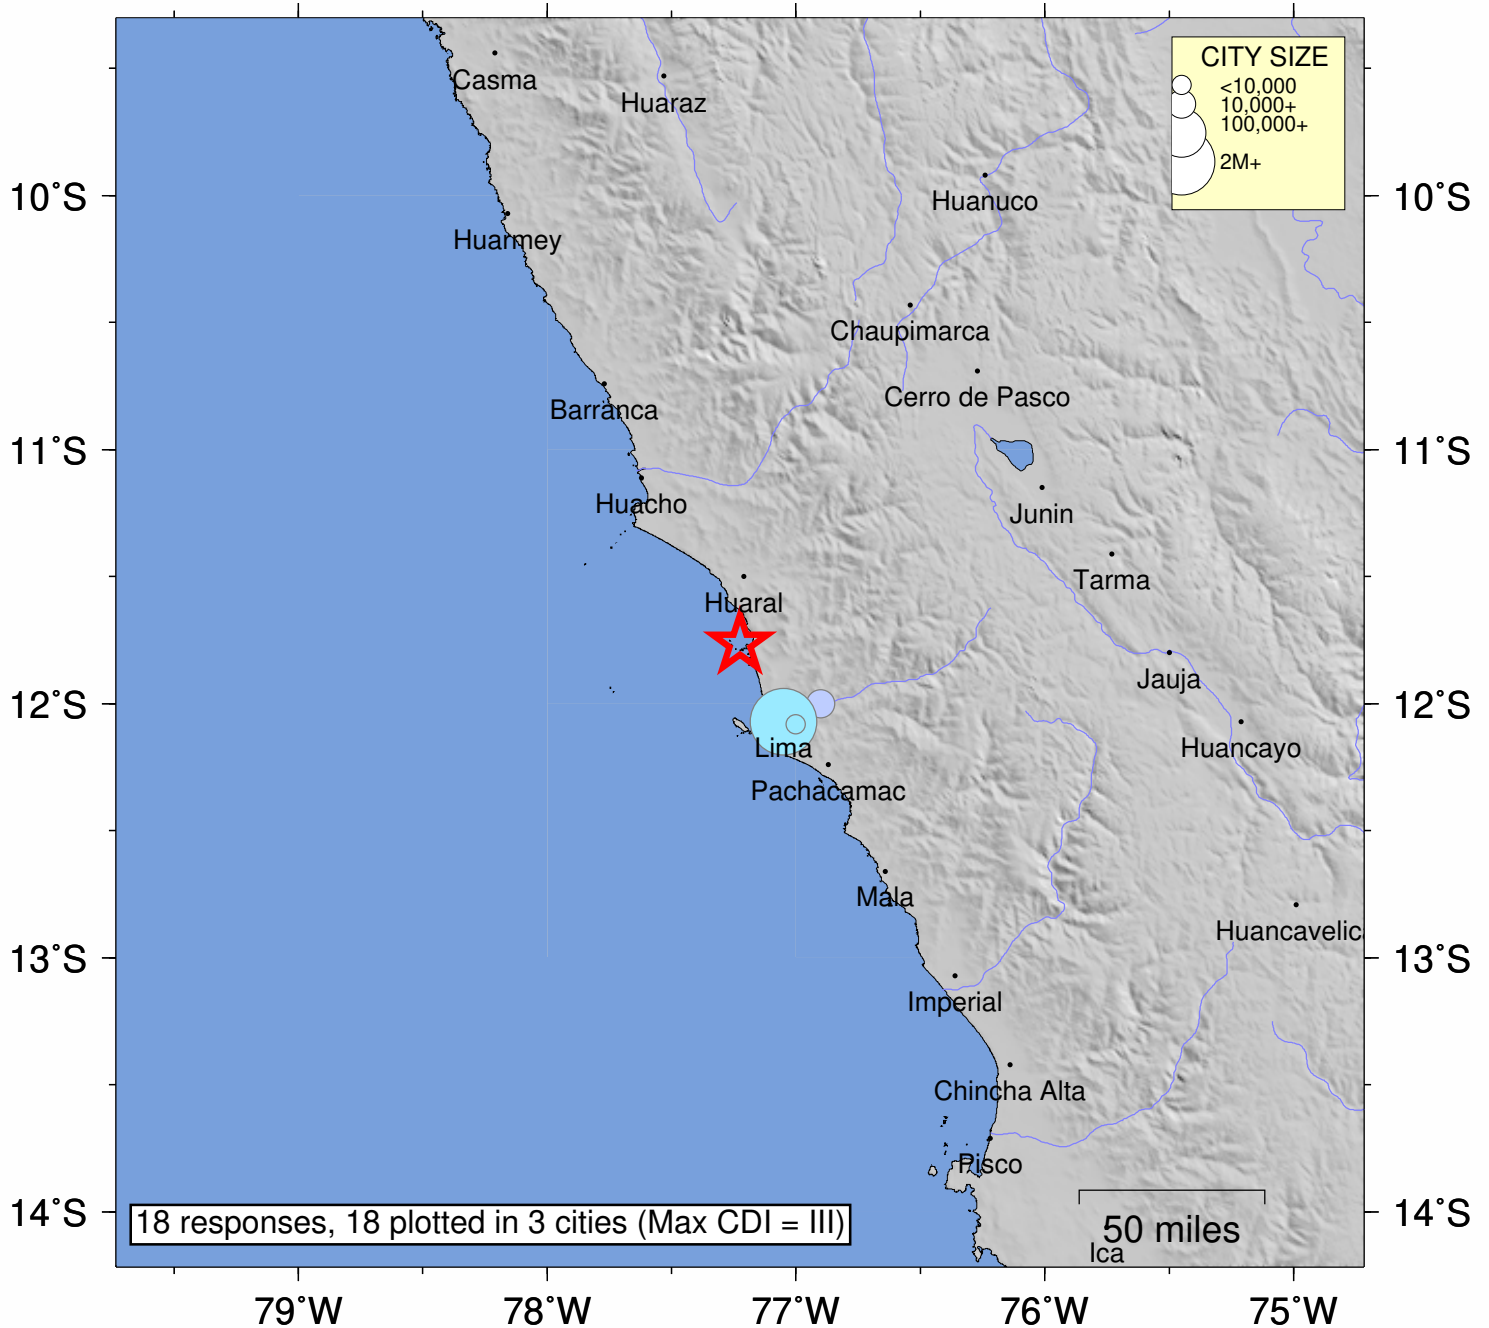 CITY SIZE
<10,000
10,000+
100,000+
2M+
Casma
Huaraz
10°S
Huanuco
10°S
Huarmey
Chaupimarca
Cerro de Pasco
Barranca
11°S
11°S
Huacho
Junin
Tarma
Huaral
Jauja
12°S
12°S
Lima
Huancayo
Pachacamac
Mala
Huancavelica
13°S
13°S
Imperial
Chincha Alta
Pisco
14°S
18 responses, 18 plotted in 3 cities (Max CDI = III)
50 miles
14°S
Ica
79°W
78°W
77°W
76°W
75°W